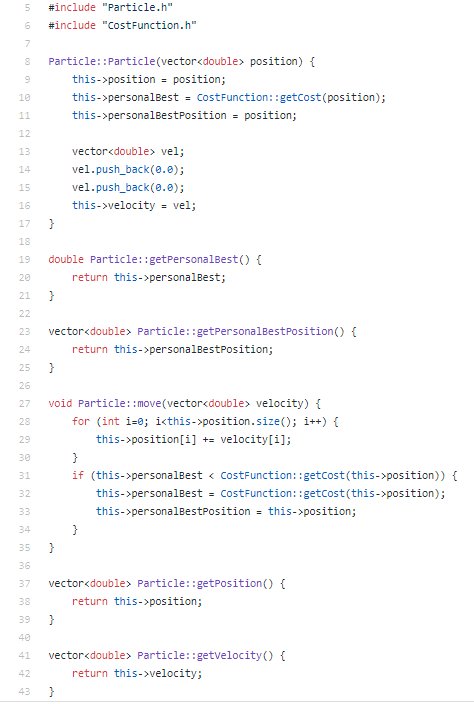 5 #include "Particle.h"
6 #include "CostFunction.h"
7
8 Particle::Particle(vector<double> position) {
9     this->position = position;
10     this->personalBest = CostFunction::getCost(position);
11     this->personalBestPosition = position;
12
13     vector<double> vel;
14     vel.push_back(0.0);
15     vel.push_back(0.0);
16     this->velocity = vel;
17 }
18
19 double Particle::getPersonalBest() {
20     return this->personalBest;
21 }
22
23 vector<double> Particle::getPersonalBestPosition() {
24     return this->personalBestPosition;
25 }
26
27 void Particle::move(vector<double> velocity) {
28     for (int i=0; i<this->position.size(); i++) {
29         this->position[i] += velocity[i];
30     }
31     if (this->personalBest < CostFunction::getCost(this->position)) {
32         this->personalBest = CostFunction::getCost(this->position);
33         this->personalBestPosition = this->position;
34     }
35 }
36
37 vector<double> Particle::getPosition() {
38     return this->position;
39 }
40
41 vector<double> Particle::getVelocity() {
42     return this->velocity;
43 }